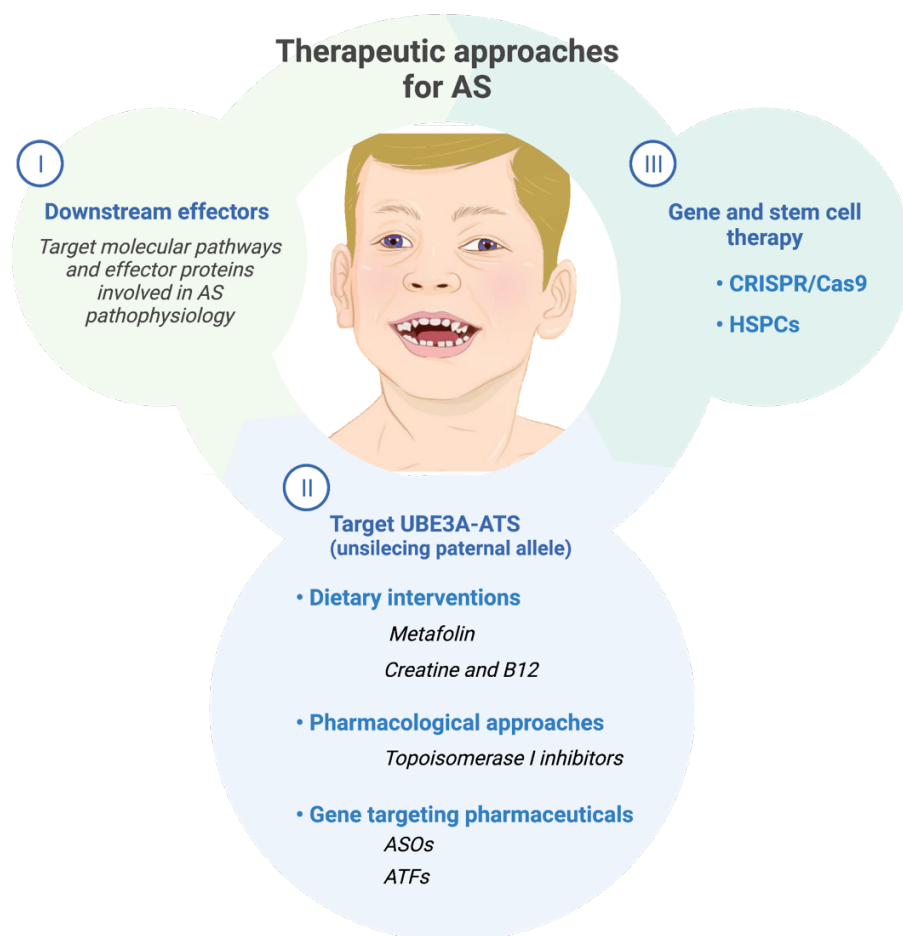 Therapeutic approaches
for AS
I
Downstream effectors
Target molecular pathways
and effector proteins
involved in AS
pathophysiology
III
Gene and stem cell
therapy
• CRISPR/Cas9
• HSPCs
II
Target UBE3A-ATS
(unsilecing paternal allele)
• Dietary interventions
Metafolin
Creatine and B12
• Pharmacological approaches
Topoisomerase I inhibitors
• Gene targeting pharmaceuticals
ASOs
ATFs